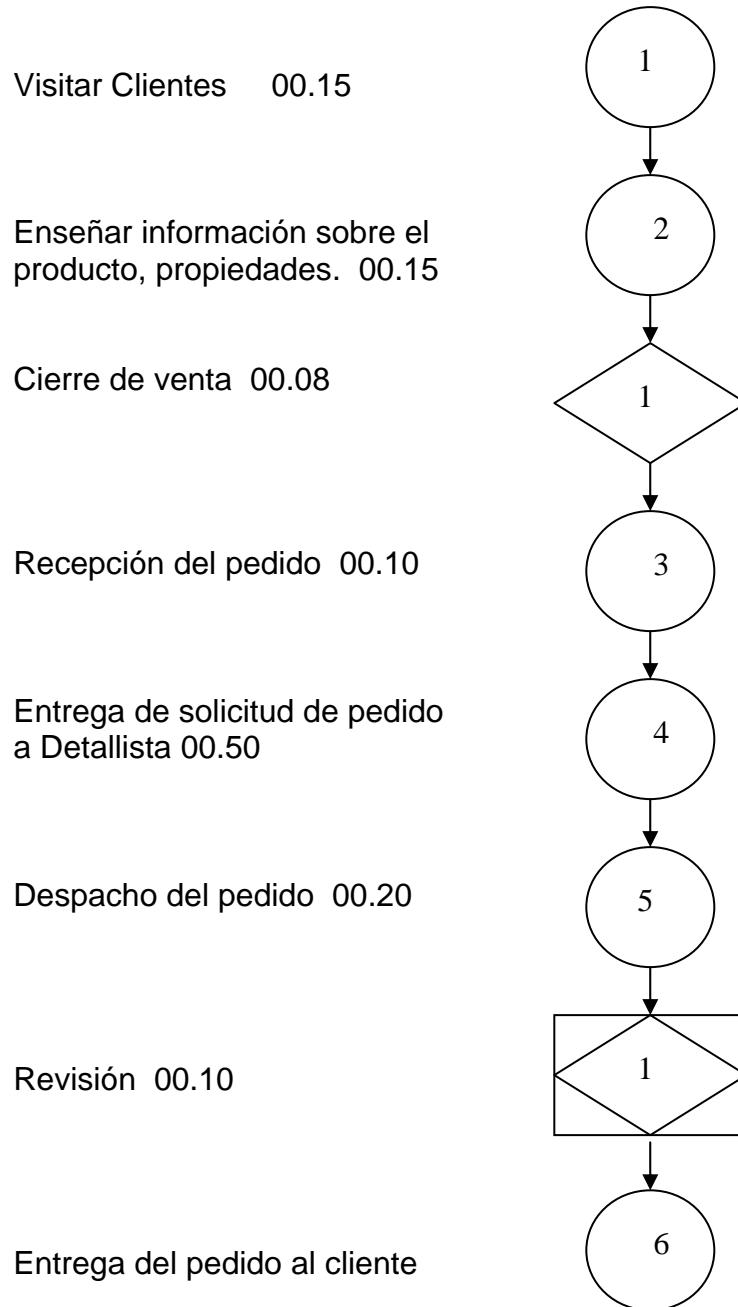 Visitar Clientes 00.15
1
Enseñar información sobre el
producto, propiedades. 00.15
2
Cierre de venta 00.08
1
Recepción del pedido 00.10
3
Entrega de solicitud de pedido
a Detallista 00.50
4
Despacho del pedido 00.20
5
Revisión 00.10
1
Entrega del pedido al cliente
6